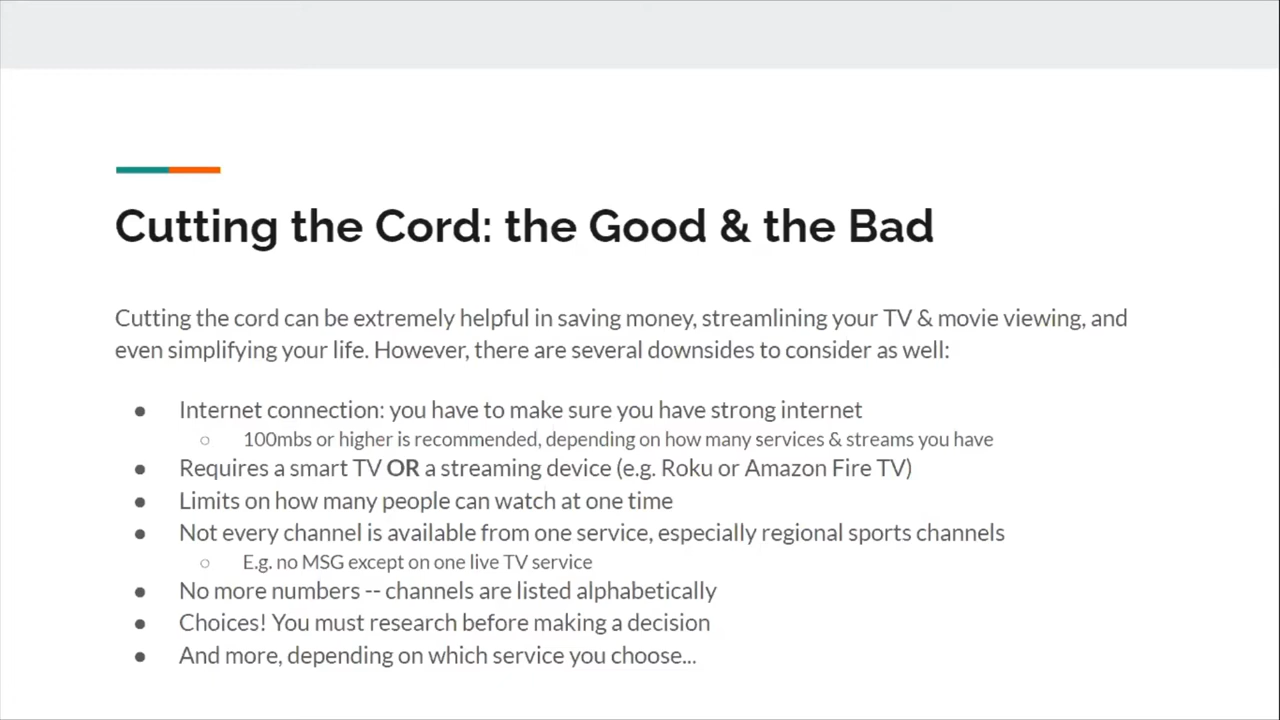 Cutting the Cord: the Good & the Bad
Cutting the cord can be extremely helpful in saving money, streamlining your TV & movie viewing, and
even simplifying your life. However, there are several downsides to consider as well:
● Internet connection: you have to make sure you have strong internet
○ 100mbs or higher is recommended, depending on how many services & streams you have
● Requires a smart TV OR a streaming device (e.g. Roku or Amazon Fire TV)
● Limits on how many people can watch at one time
● Not every channel is available from one service, especially regional sports channels
○ E.g. no MSG except on one live TV service
● No more numbers -- channels are listed alphabetically
● Choices! You must research before making a decision
● And more, depending on which service you choose...